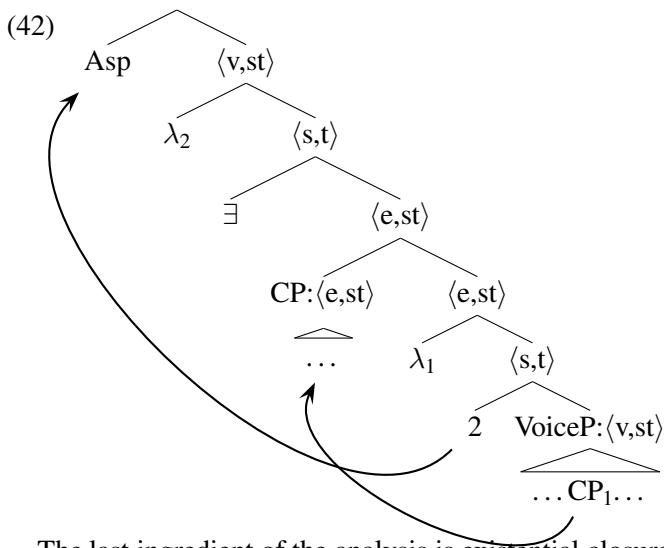 (42)
Asp ⟨v,st⟩
λ₂ ⟨s,t⟩
∃ ⟨e,st⟩
CP:⟨e,st⟩ ⟨e,st⟩
... λ₁ ⟨s,t⟩
2 VoiceP:⟨v,st⟩
...CP₁...
The last ingredient of the analysis is existential closure